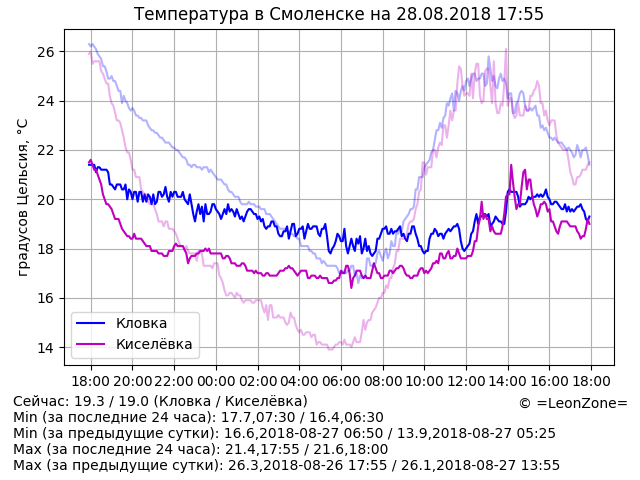 Температура в Смоленске на 28.08.2018 17:55
градусов Цельсия, °C
26
24
22
20
18
16
14
Кловка
Киселёвка
18:00 20:00 22:00 00:00 02:00 04:00 06:00 08:00 10:00 12:00 14:00 16:00 18:00
Сейчас: 19.3 / 19.0 (Кловка / Киселёвка)
© =LeonZone=
Min (за последние 24 часа): 17.7,07:30 / 16.4,06:30
Min (за предыдущие сутки): 16.6,2018-08-27 06:50 / 13.9,2018-08-27 05:25
Max (за последние 24 часа): 21.4,17:55 / 21.6,18:00
Max (за предыдущие сутки): 26.3,2018-08-26 17:55 / 26.1,2018-08-27 13:55